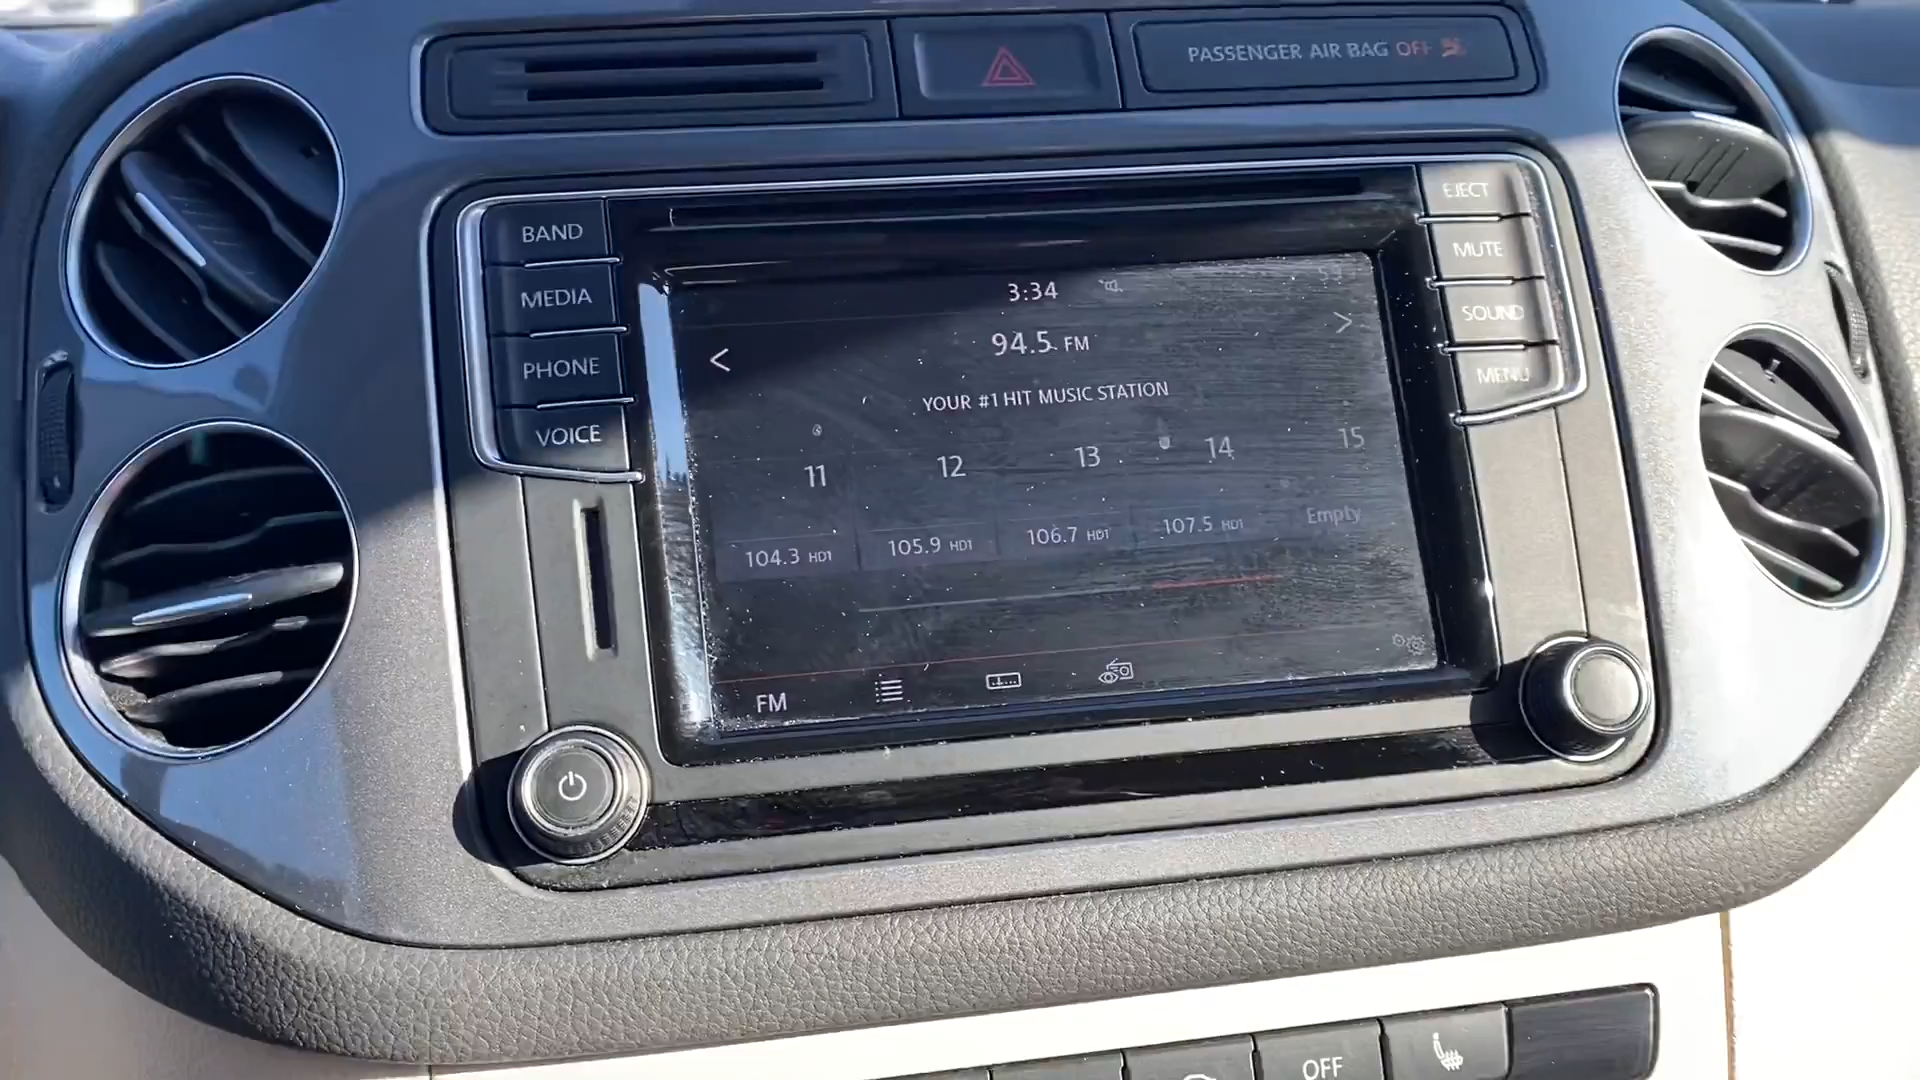 PASSENGER AIR BAG OFF
BAND
MEDIA
PHONE
VOICE
EJECT
MUTE
SOUND
MENU
3:34
94.5 FM
YOUR #1 HIT MUSIC STATION
11 12 13 14 15
104.3 HD1 105.9 HD1 106.7 HD1 107.5 HD1 Empty
FM
OFF